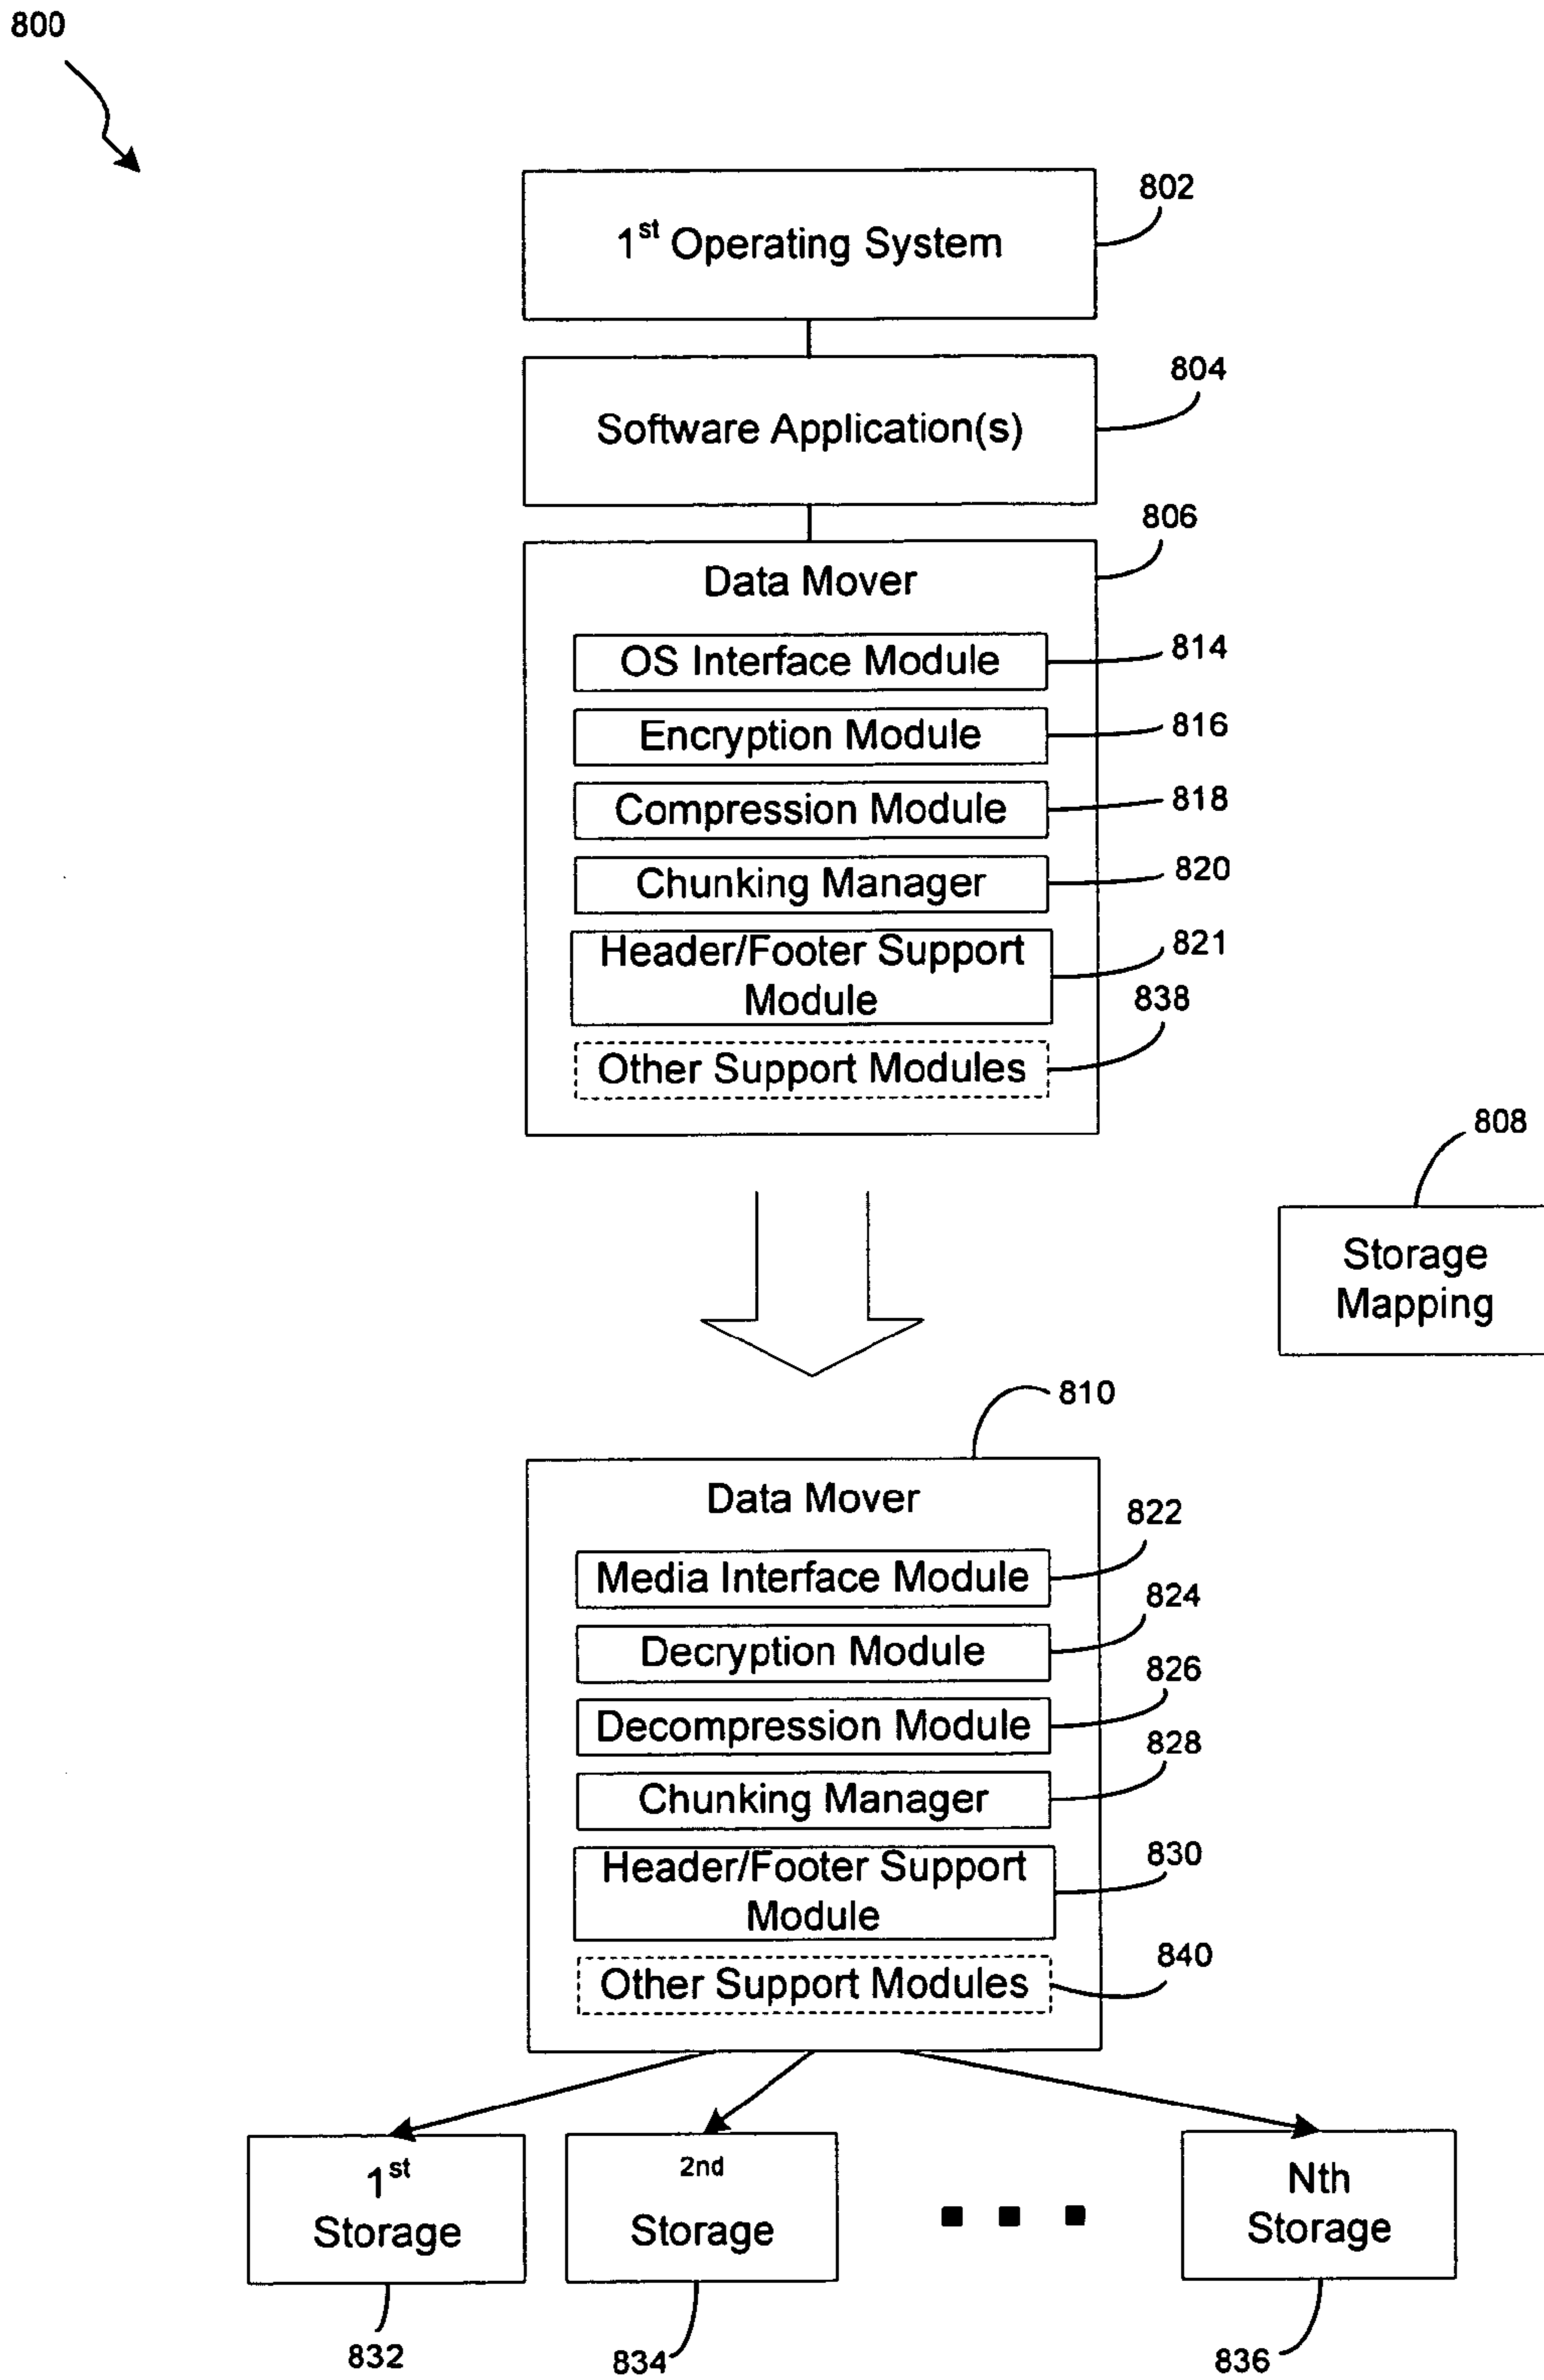 800
802
1st Operating System
804
Software Application(s)
806
Data Mover
OS Interface Module
814
Encryption Module
816
Compression Module
818
Chunking Manager
820
Header/Footer Support
Module
821
838
Other Support Modules
808
Storage
Mapping
810
Data Mover
822
Media Interface Module
824
Decryption Module
826
Decompression Module
828
Chunking Manager
830
Header/Footer Support
Module
840
Other Support Modules
1st
Storage
2nd
Storage
Nth
Storage
832
834
836